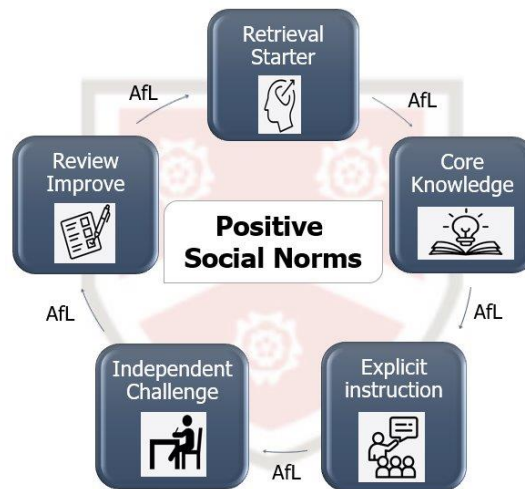 Retrieval
Starter
AfL
AfL
Review
Improve
Core
Knowledge
Positive
Social Norms
AfL
AfL
Independent
Challenge
Explicit
instruction
AfL